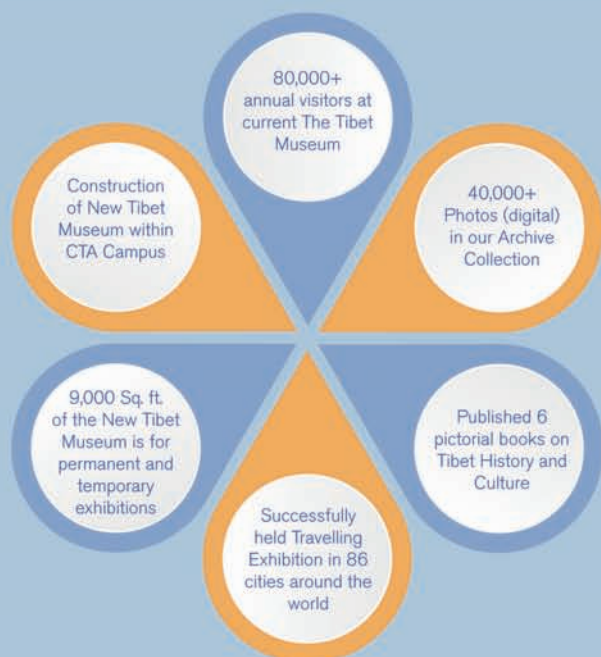 80,000+
annual visitors at
current The Tibet
Museum
40,000+
Photos (digital)
in our Archive
Collection
Published 6
pictorial books on
Tibet History and
Culture
Successfully
held Travelling
Exhibition in 86
cities around the
world
9,000 Sq. ft.
of the New Tibet
Museum is for
permanent and
temporary
exhibitions
Construction
of New Tibet
Museum within
CTA Campus